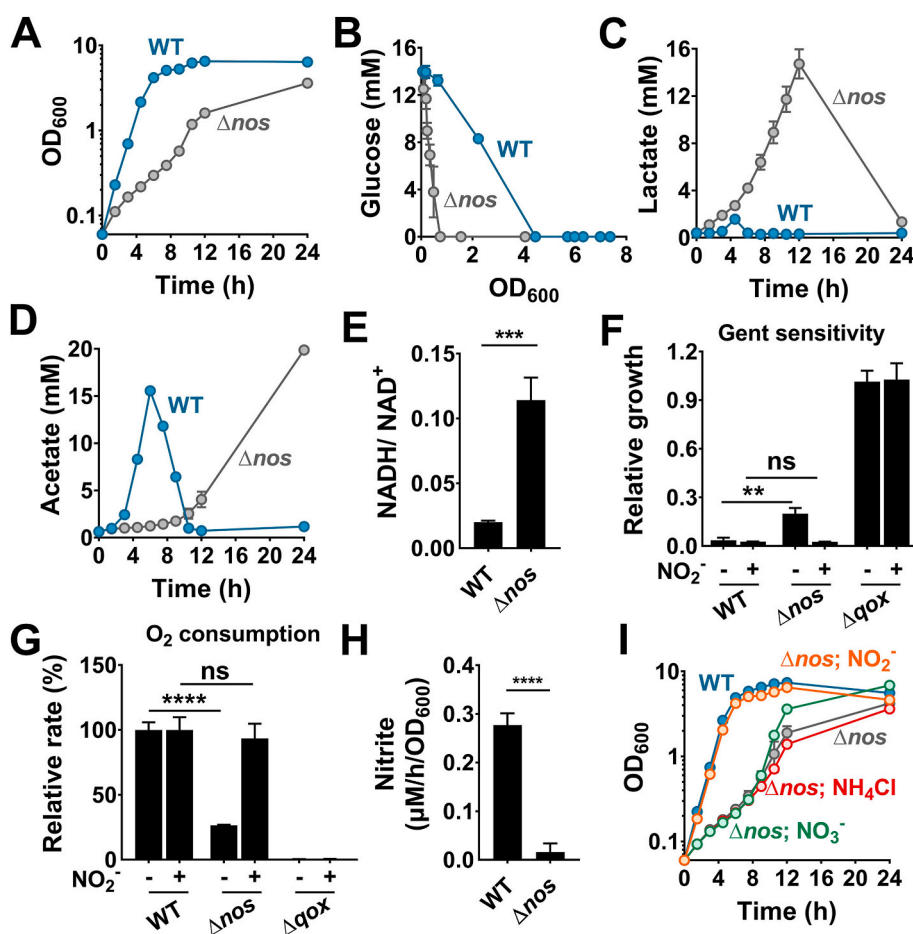 A
OD600
10
1
0.1
WT
Δnos
0 4 8 12 16 20 24
Time (h)
B
Glucose (mM)
16
12
8
4
0
WT
Δnos
0 2 4 6 8
OD600
C
Lactate (mM)
16
12
8
4
0
Δnos
WT
0 4 8 12 16 20 24
Time (h)
D
Acetate (mM)
20
15
10
5
0
WT
Δnos
0 4 8 12 16 20 24
Time (h)
E
NADH/ NAD+
0.15
0.10
0.05
0.00
***
WT
Δnos
F
Gent sensitivity
Relative growth
1.2
0.9
0.6
0.3
0.0
ns
**
NO2- - + - + - +
WT Δnos Δqox
G
O2 consumption
Relative rate (%)
150
100
50
0
ns
****
NO2- - + - + - +
WT Δnos Δqox
H
Nitrite
(µM/h/OD600)
0.4
0.3
0.2
0.1
0.0
****
WT
Δnos
I
OD600
10
1
0.1
Δnos; NO2-
WT
Δnos
Δnos; NH4Cl
Δnos; NO3-
0 4 8 12 16 20 24
Time (h)